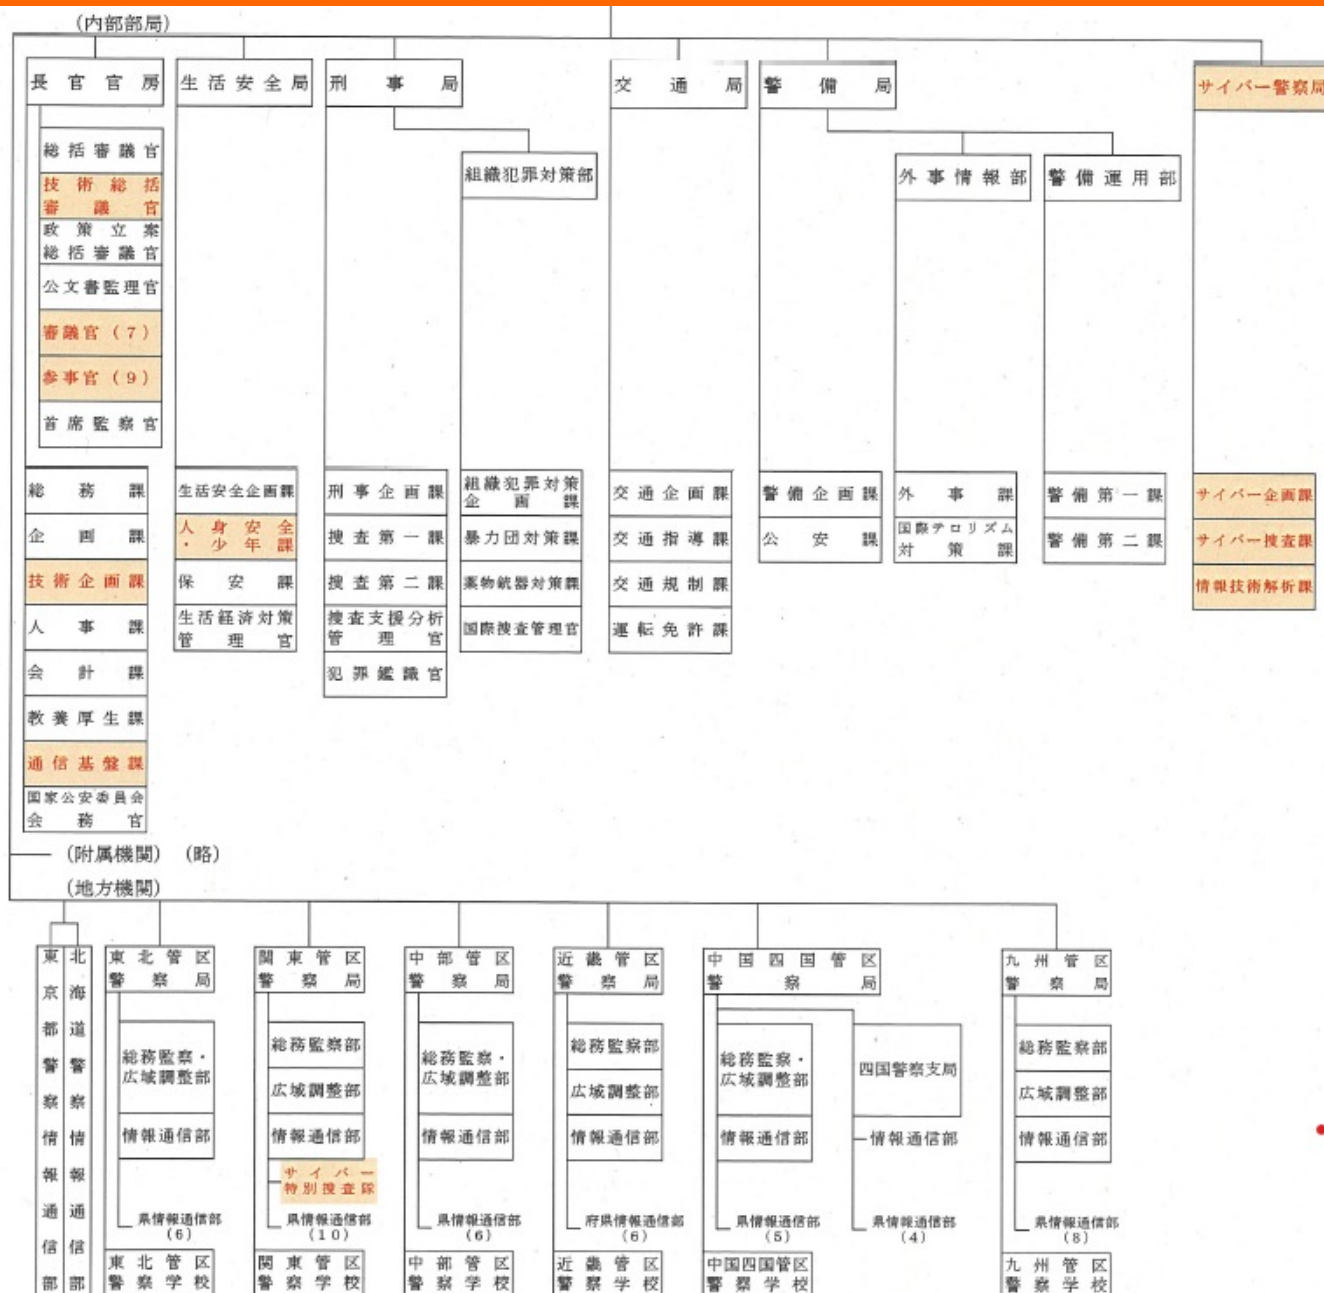 (内部部局)
長官官房
生活安全局
刑事局
交通局
警備局
サイバー警察局
組織犯罪対策部
外事情報部
警備運用部
総括審議官
技術総括
審議官
政策立案
総括審議官
公文書監理官
審議官(7)
参事官(9)
首席監察官
総務課
企画課
技術企画課
人事課
会計課
教養厚生課
通信基盤課
国家公安委員会
会務官
生活安全企画課
人身安全
・少年課
保安課
生活経済対策
管理官
刑事企画課
捜査第一課
捜査第二課
捜査支援分析
管理官
犯罪鑑識官
組織犯罪対策
企画課
暴力団対策課
薬物銃器対策課
国際捜査管理官
交通企画課
交通指導課
交通規制課
運転免許課
警備企画課
公安課
外事課
国際テロリズム
対策課
警備第一課
警備第二課
サイバー企画課
サイバー捜査課
情報技術解析課
(附属機関) (略)
(地方機関)
東京都警察情報通信部
北海道警察情報通信部
東北管区
警察局
総務監察・
広域調整部
情報通信部
県情報通信部
(6)
東北管区
警察学校
関東管区
警察局
総務監察部
広域調整部
情報通信部
サイバー
特別捜査隊
県情報通信部
(10)
関東管区
警察学校
中部管区
警察局
総務監察・
広域調整部
情報通信部
県情報通信部
(6)
中部管区
警察学校
近畿管区
警察局
総務監察部
広域調整部
情報通信部
府県情報通信部
(6)
近畿管区
警察学校
中国四国管区
警察局
総務監察・
広域調整部
情報通信部
県情報通信部
(5)
中国四国管区
警察学校
四国警察支局
情報通信部
県情報通信部
(4)
九州管区
警察局
総務監察部
広域調整部
情報通信部
県情報通信部
(8)
九州管区
警察学校